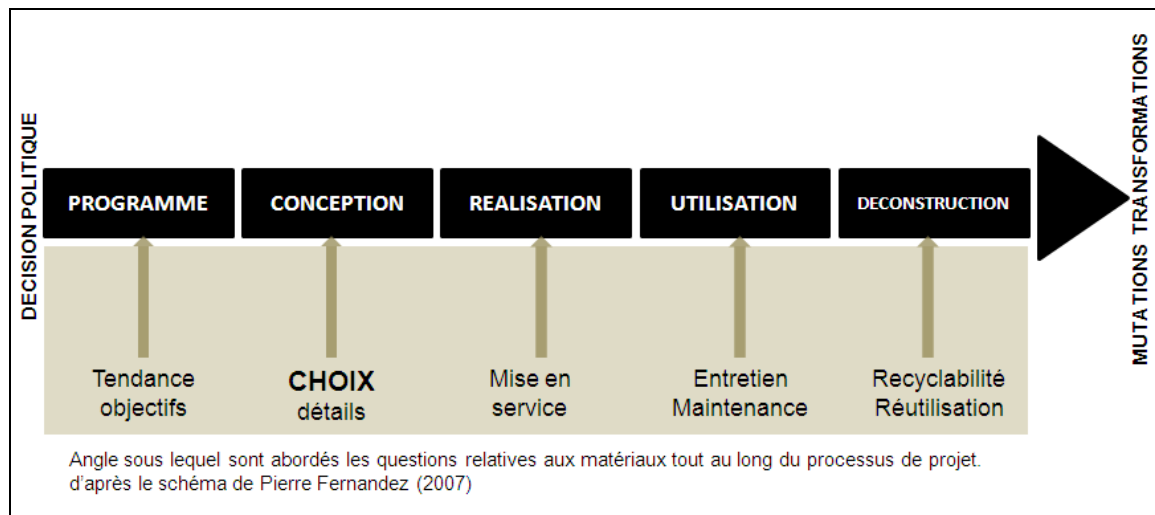 DECISION POLITIQUE
PROGRAMME
CONCEPTION
REALISATION
UTILISATION
DECONSTRUCTION
MUTATIONS TRANSFORMATIONS
Tendance
objectifs
CHOIX
détails
Mise en
service
Entretien
Maintenance
Recyclabilité
Réutilisation
Angle sous lequel sont abordés les questions relatives aux matériaux tout au long du processus de projet.
d'après le schéma de Pierre Fernandez (2007)